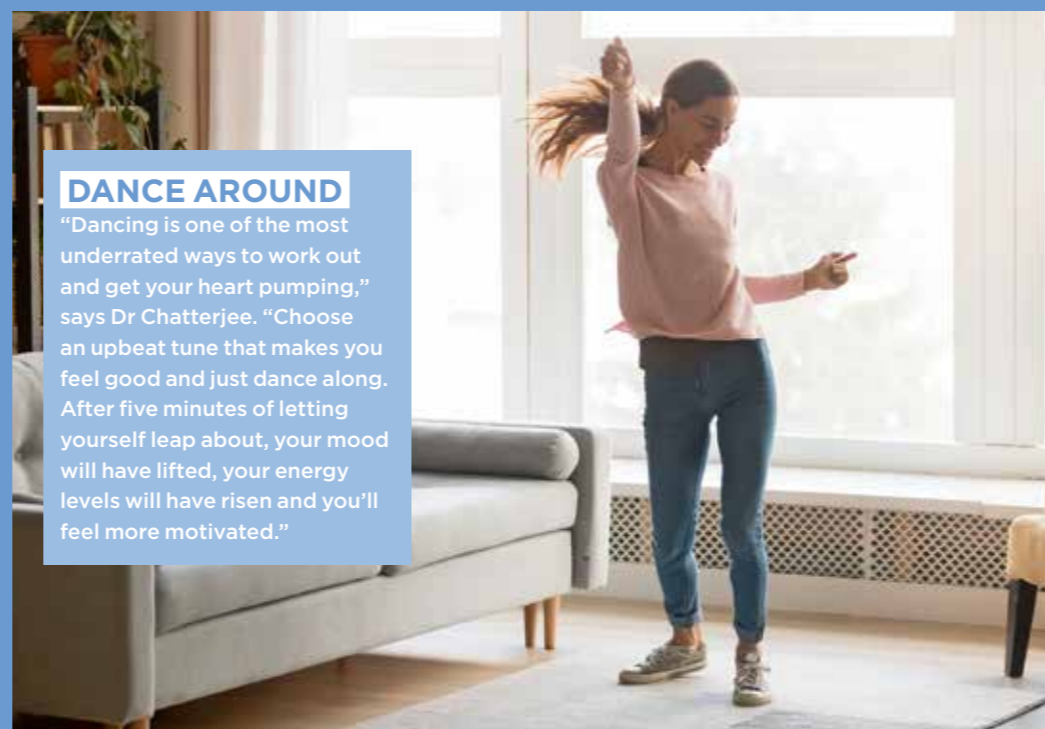 DANCE AROUND
“Dancing is one of the most
underrated ways to work out
and get your heart pumping,”
says Dr Chatterjee. “Choose
an upbeat tune that makes you
feel good and just dance along.
After five minutes of letting
yourself leap about, your mood
will have lifted, your energy
levels will have risen and you’ll
feel more motivated.”